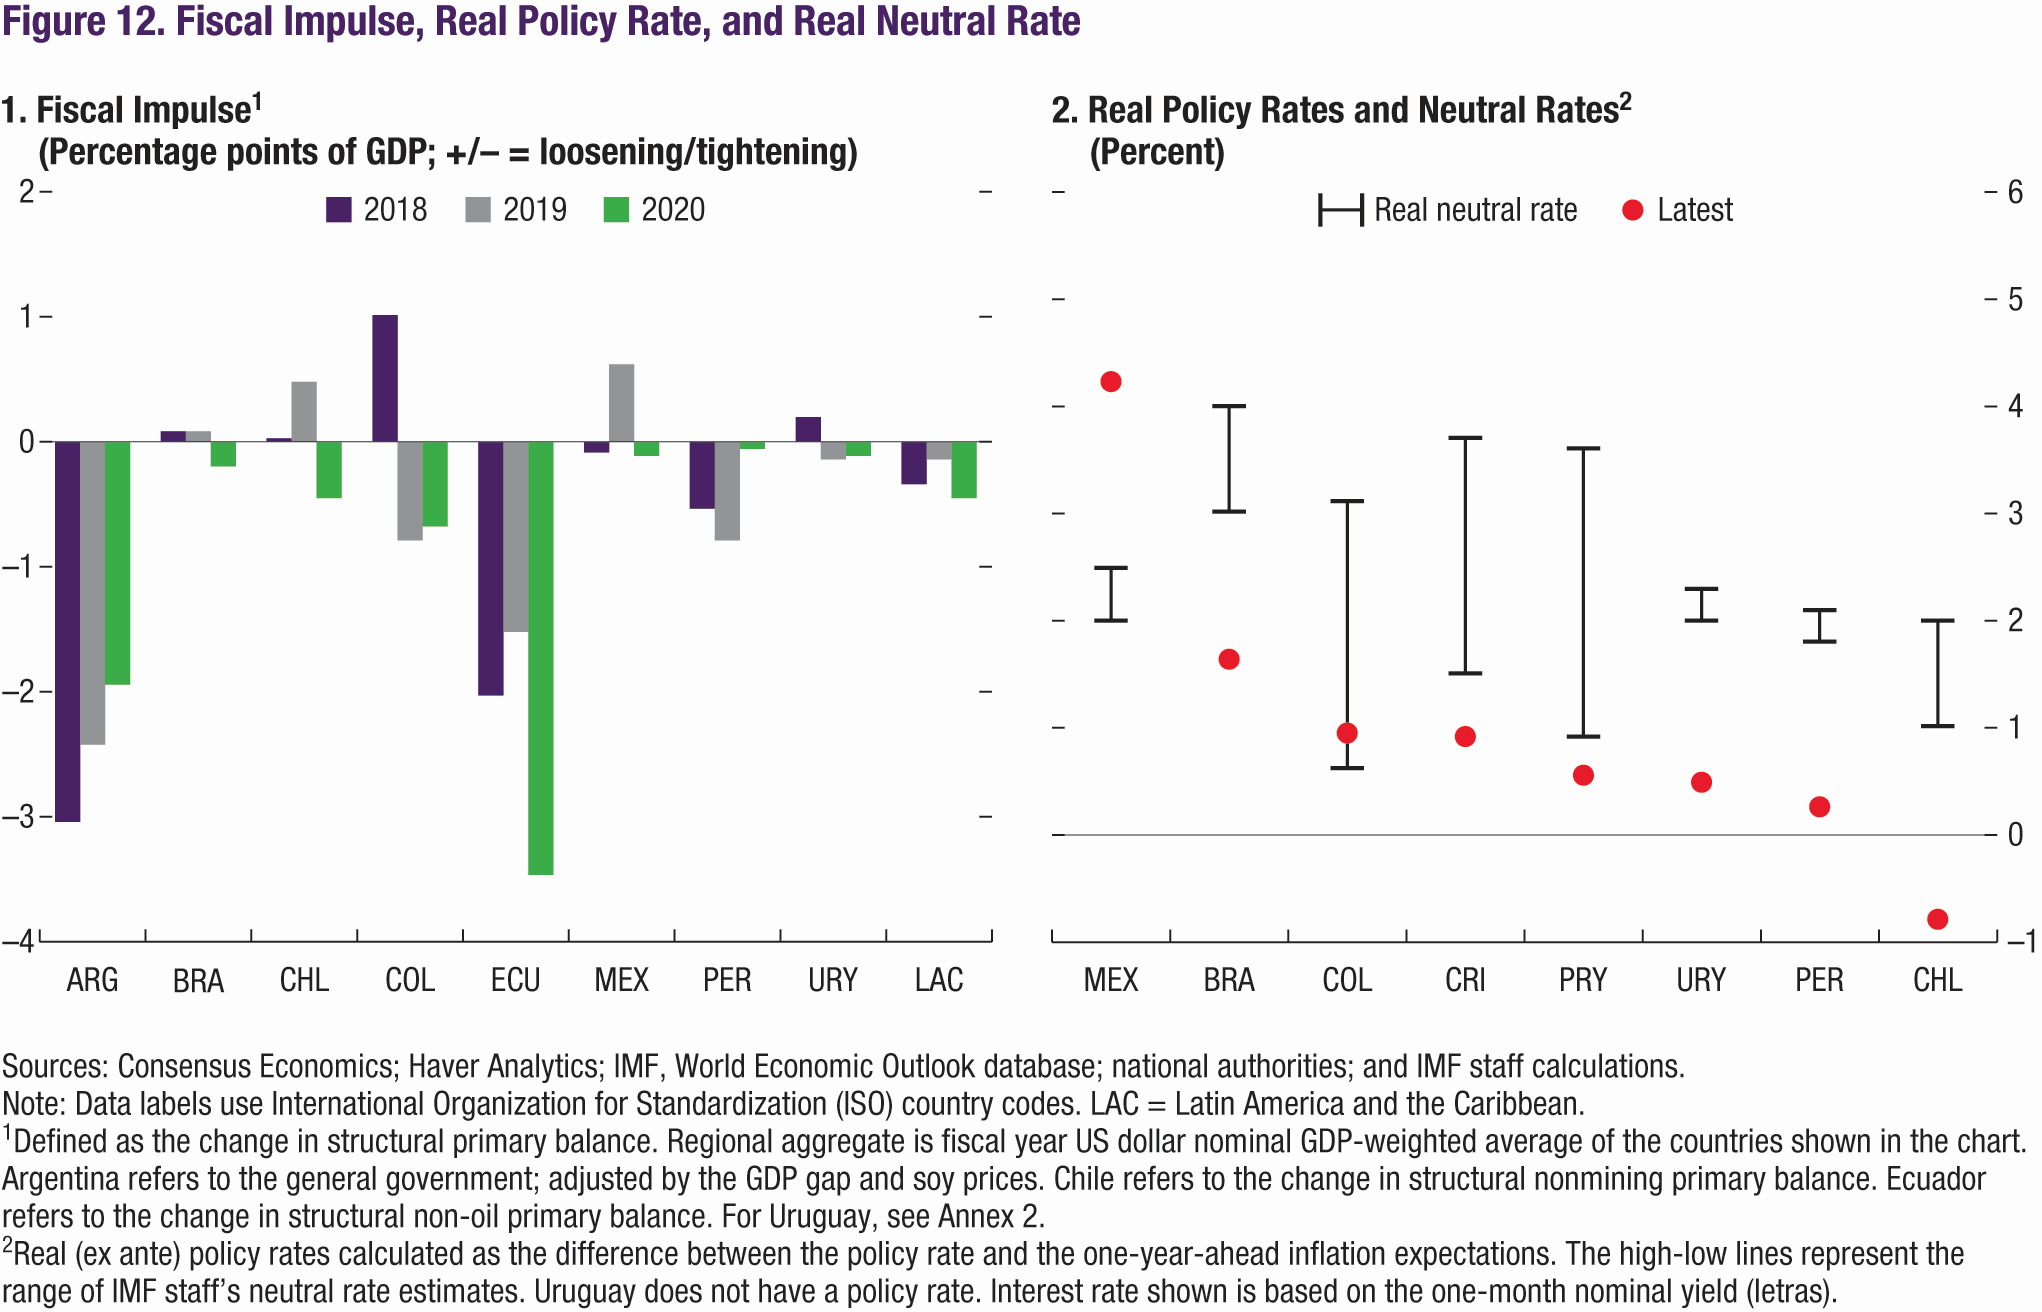 Figure 12. Fiscal Impulse, Real Policy Rate, and Real Neutral Rate
1. Fiscal Impulse1
(Percentage points of GDP; +/– = loosening/tightening)
2018 2019 2020
2
1
0
–1
–2
–3
–4
ARG BRA CHL COL ECU MEX PER URY LAC
2. Real Policy Rates and Neutral Rates2
(Percent)
Real neutral rate Latest
6
5
4
3
2
1
0
–1
MEX BRA COL CRI PRY URY PER CHL
Sources: Consensus Economics; Haver Analytics; IMF, World Economic Outlook database; national authorities; and IMF staff calculations.
Note: Data labels use International Organization for Standardization (ISO) country codes. LAC = Latin America and the Caribbean.
1Defined as the change in structural primary balance. Regional aggregate is fiscal year US dollar nominal GDP-weighted average of the countries shown in the chart.
Argentina refers to the general government; adjusted by the GDP gap and soy prices. Chile refers to the change in structural nonmining primary balance. Ecuador
refers to the change in structural non-oil primary balance. For Uruguay, see Annex 2.
2Real (ex ante) policy rates calculated as the difference between the policy rate and the one-year-ahead inflation expectations. The high-low lines represent the
range of IMF staff’s neutral rate estimates. Uruguay does not have a policy rate. Interest rate shown is based on the one-month nominal yield (letras).